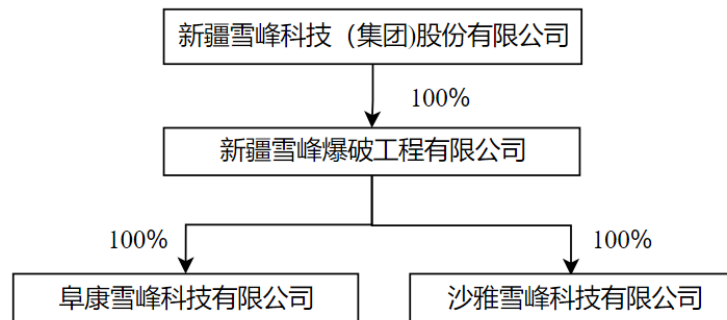 新疆雪峰科技（集团)股份有限公司
100%
新疆雪峰爆破工程有限公司
100%
100%
阜康雪峰科技有限公司
沙雅雪峰科技有限公司